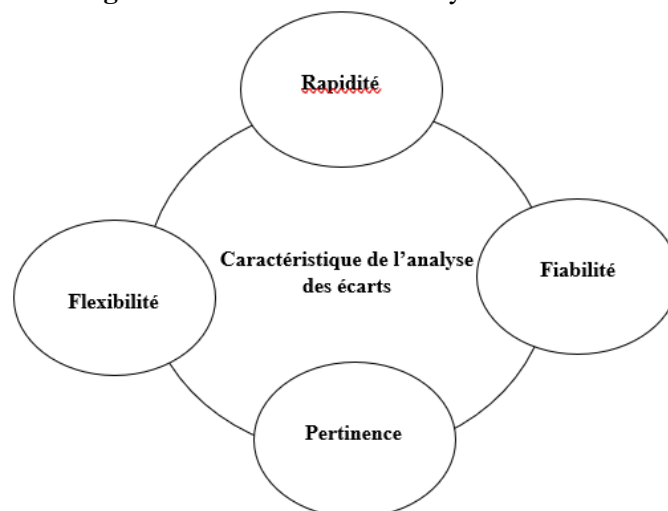 Rapidité
Caractéristique de l’analyse
des écarts
Fiabilité
Flexibilité
Pertinence